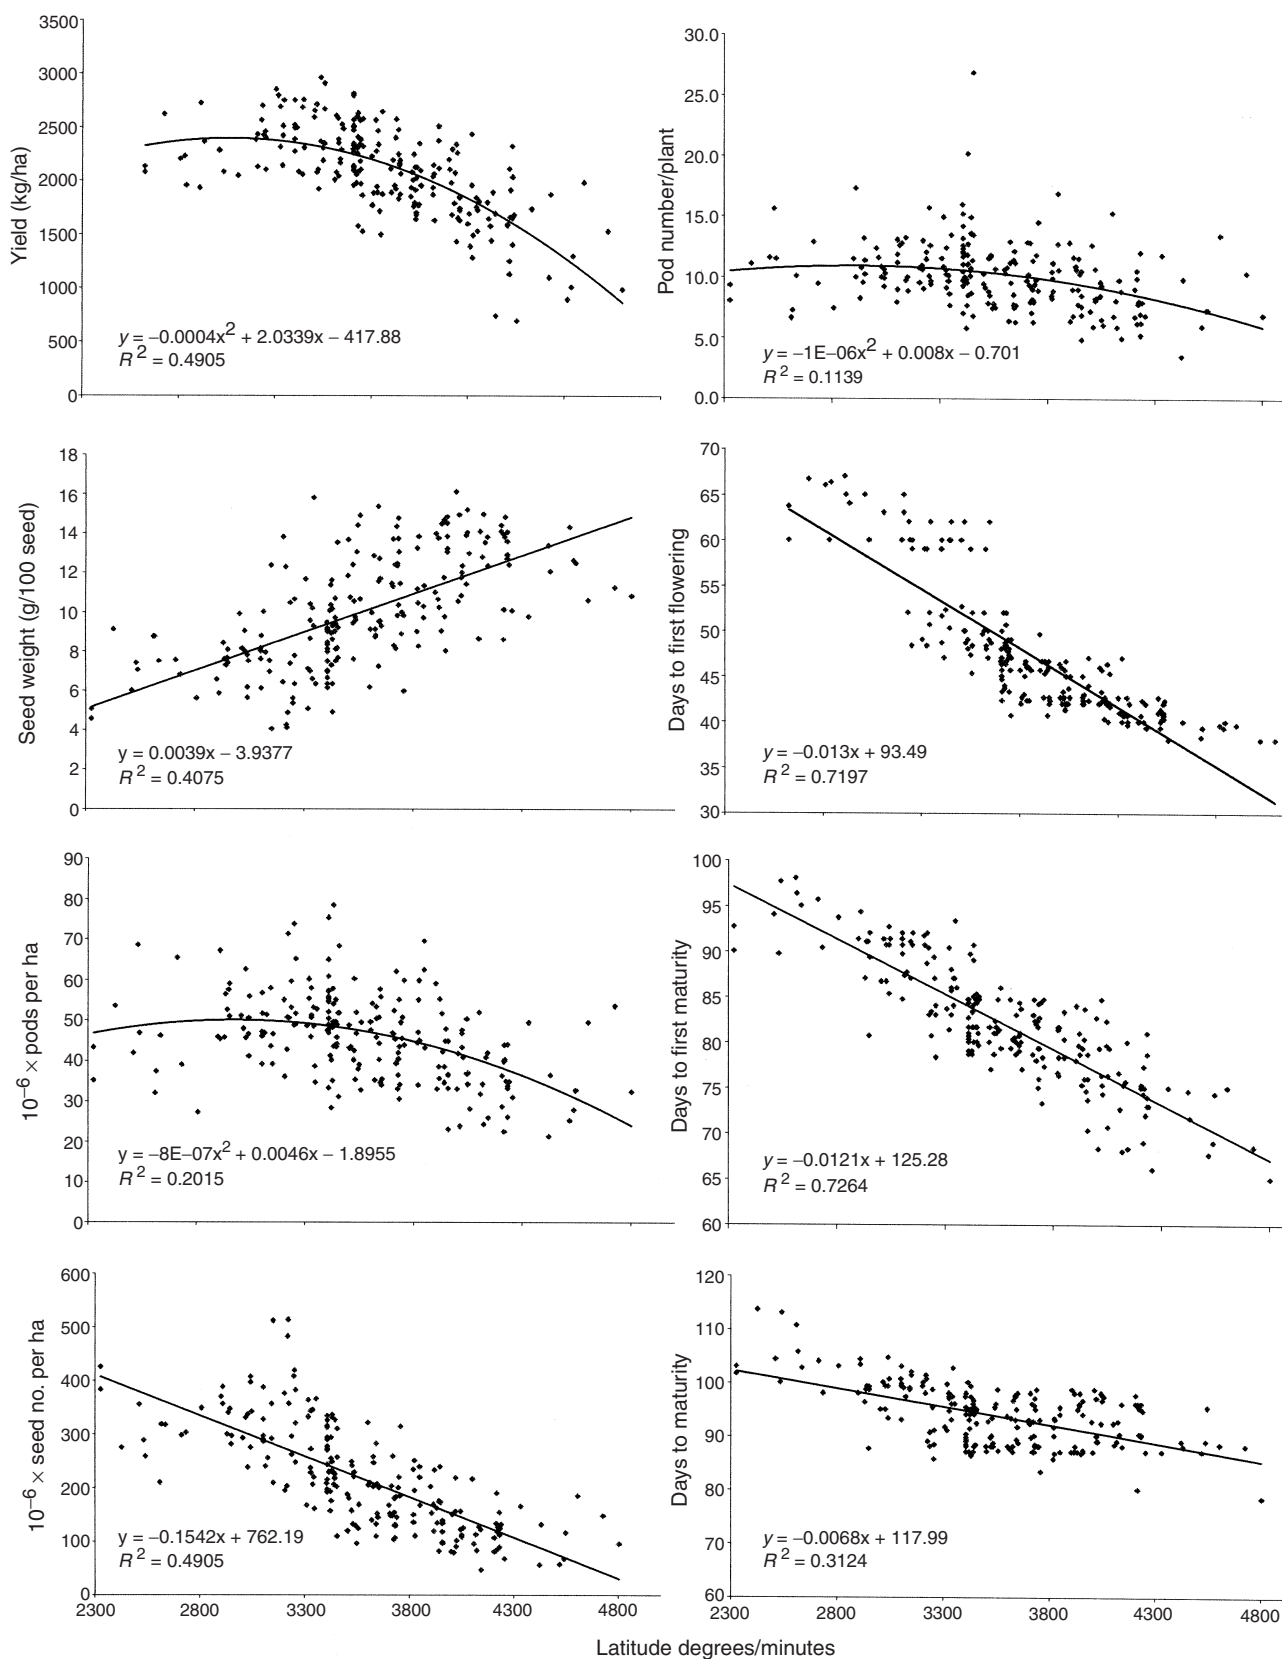 Yield (kg/ha)
3500
3000
2500
2000
1500
1000
500
0
y = −0.0004x² + 2.0339x − 417.88
R² = 0.4905
Pod number/plant
30.0
25.0
20.0
15.0
10.0
5.0
0.0
y = −1E−06x² + 0.008x − 0.701
R² = 0.1139
Seed weight (g/100 seed)
18
16
14
12
10
8
6
4
2
0
y = 0.0039x − 3.9377
R² = 0.4075
Days to first flowering
70
65
60
55
50
45
40
35
30
y = −0.013x + 93.49
R² = 0.7197
10⁻⁶ × pods per ha
90
80
70
60
50
40
30
20
10
0
y = −8E−07x² + 0.0046x − 1.8955
R² = 0.2015
Days to first maturity
100
95
90
85
80
75
70
65
60
y = −0.0121x + 125.28
R² = 0.7264
10⁻⁶ × seed no. per ha
600
500
400
300
200
100
0
y = −0.1542x + 762.19
R² = 0.4905
2300 3300 3800 4300 4800
Days to maturity
120
110
100
90
80
70
60
y = −0.0068x + 117.99
R² = 0.3124
2300 2800 3300 3800 4300 4800
Latitude degrees/minutes